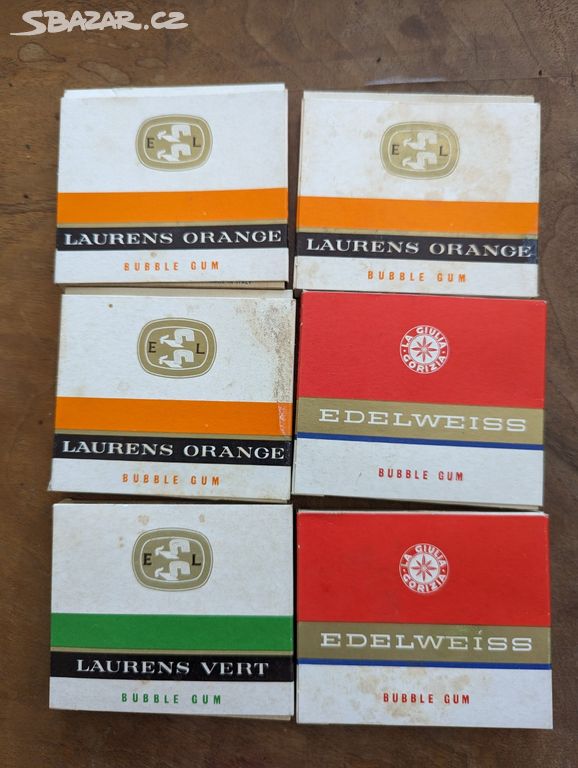 SBAZAR.CZ
E L
LAURENS ORANGE
BUBBLE GUM
E L
LAURENS ORANGE
BUBBLE GUM
E L
LAURENS ORANGE
BUBBLE GUM
LA GIULIA · GORIZIA ·
EDELWEISS
BUBBLE GUM
E L
LAURENS VERT
BUBBLE GUM
LA GIULIA · GORIZIA ·
EDELWEISS
BUBBLE GUM